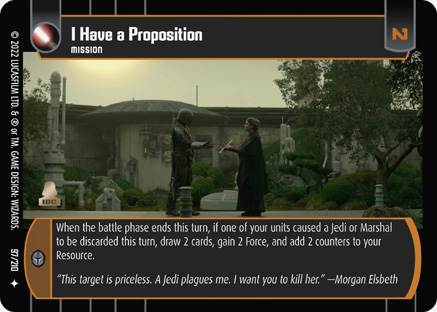 I Have a Proposition
N
MISSION
© 2022 LUCASFILM LTD. & ® OR TM. GAME DESIGN: WIZARDS.
97/210
When the battle phase ends this turn, if one of your units caused a Jedi or Marshal
to be discarded this turn, draw 2 cards, gain 2 Force, and add 2 counters to your
Resource.
“This target is priceless. A Jedi plagues me. I want you to kill her.” —Morgan Elsbeth